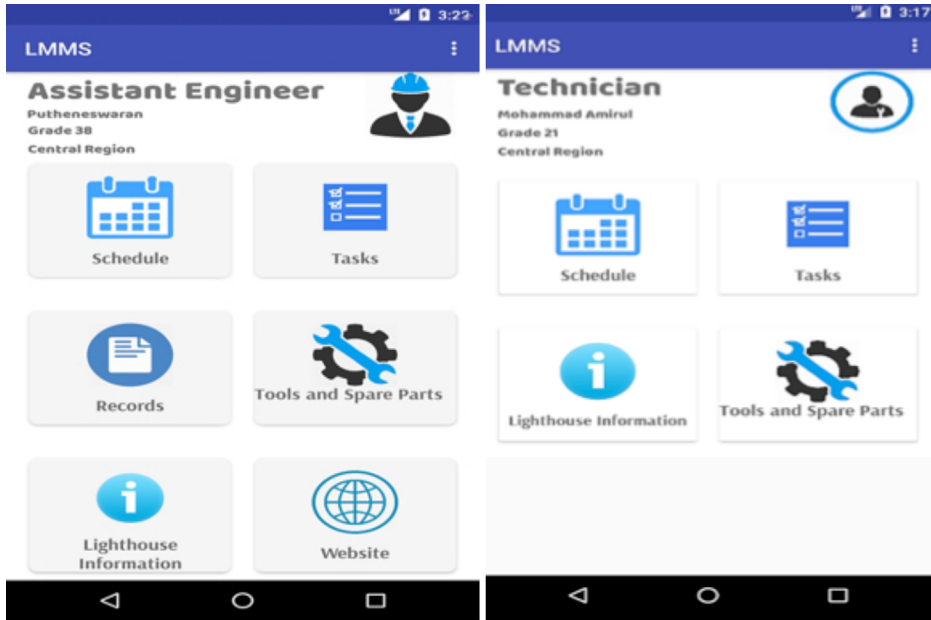 LTE 3:22
LMMS
Assistant Engineer
Putheneswaran
Grade 38
Central Region
Schedule
Tasks
Records
Tools and Spare Parts
Lighthouse
Information
Website
LTE 3:17
LMMS
Technician
Mohammad Amirul
Grade 21
Central Region
Schedule
Tasks
Lighthouse Information
Tools and Spare Parts